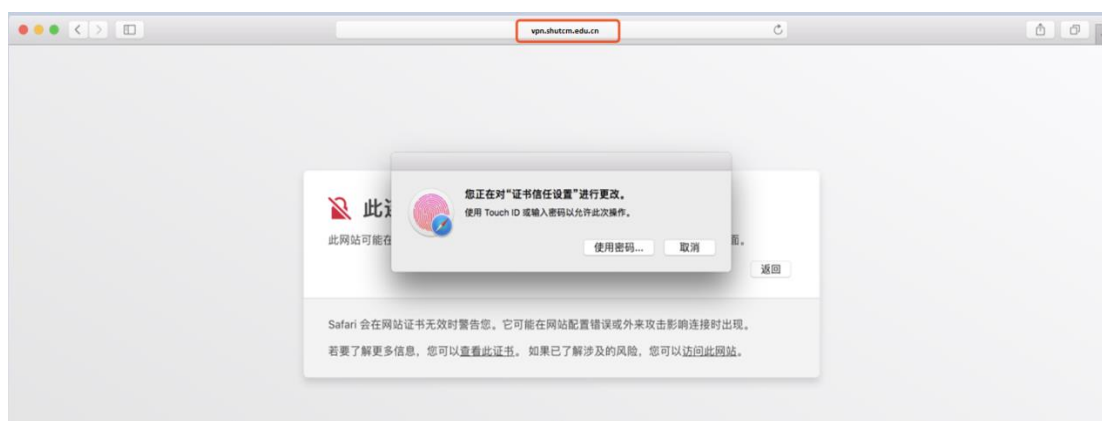 vpn.shutcm.edu.cn
您正在对“证书信任设置”进行更改。
使用 Touch ID 或输入密码以允许此次操作。
使用密码...
取消
此
此网站可能在
面。
返回
Safari 会在网站证书无效时警告您。它可能在网站配置错误或外来攻击影响连接时出现。
若要了解更多信息，您可以查看此证书。 如果已了解涉及的风险，您可以访问此网站。